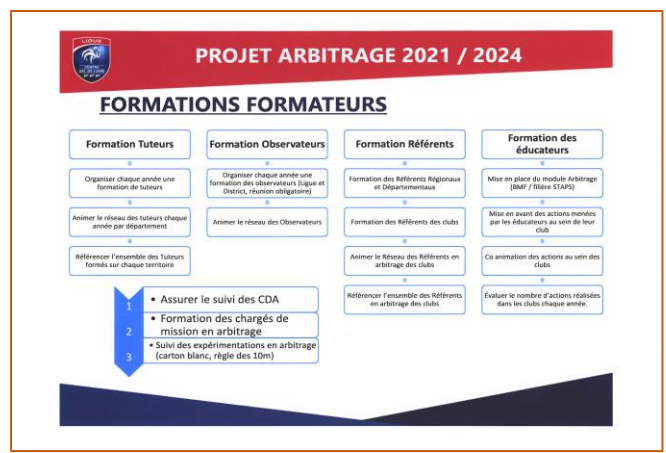 LIGUE
CENTRE
VAL DE LOIRE
FFF
PROJET ARBITRAGE 2021 / 2024
FORMATIONS FORMATEURS
Formation Tuteurs
Organiser chaque année une
formation de tuteurs
Animer le réseau des tuteurs chaque
année par département
Référencer l'ensemble des Tuteurs
formés sur chaque territoire
Formation Observateurs
Organiser chaque année une
formation des observateurs (Ligue et
District, réunion obligatoire)
Animer le réseau des Observateurs
Formation Référents
Formation des Référents Régionaux
et Départementaux
Formation des Référents des clubs
Animer le Réseau des Référents en
arbitrage des clubs
Référencer l'ensemble des Référents
en arbitrage des clubs
Formation des
éducateurs
Mise en place du module Arbitrage
(BMF / filière STAPS)
Mise en avant des actions menées
par les éducateurs au sein de leur
club
Co animation des actions au sein des
clubs
Évaluer le nombre d'actions réalisées
dans les clubs chaque année.
1
• Assurer le suivi des CDA
2
• Formation des chargés de
mission en arbitrage
3
• Suivi des expérimentations en arbitrage
(carton blanc, règle des 10m)